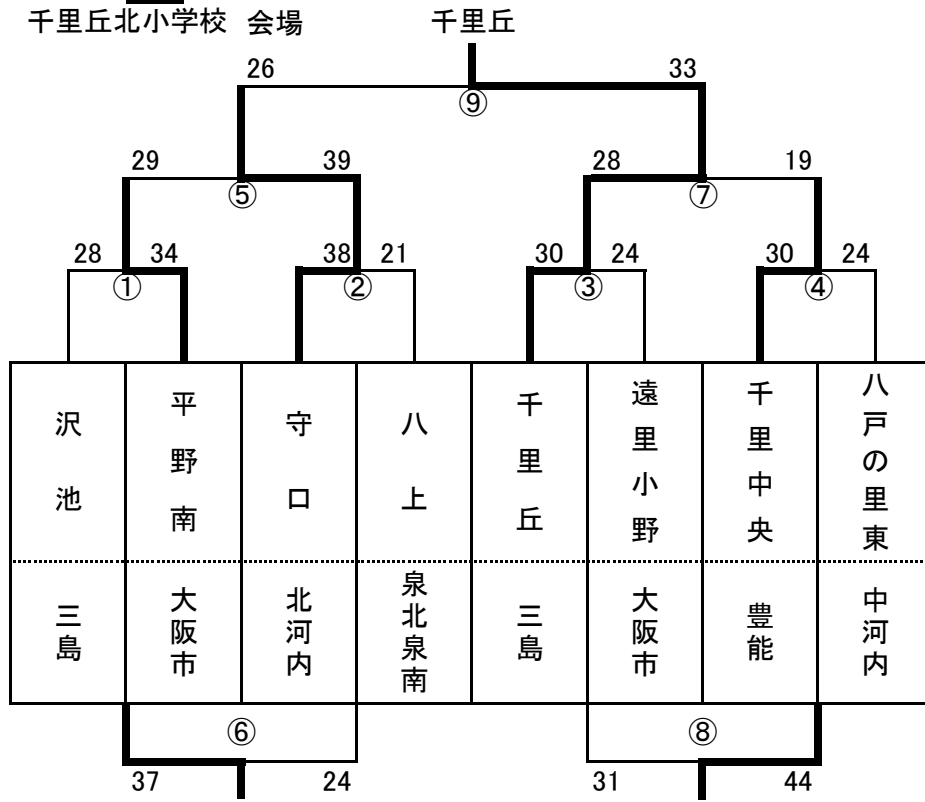 千里丘北小学校 会場
千里丘
26 33
⑨
29 39 28 19
⑤ ⑦
28 34 38 21 30 24 30 24
① ② ③ ④
沢池
平野南
守口
八上
千里丘
遠里小野
千里中央
八戸の里東
三島
大阪市
北河内
泉北泉南
三島
大阪市
豊能
中河内
⑥ ⑧
37 24 31 44